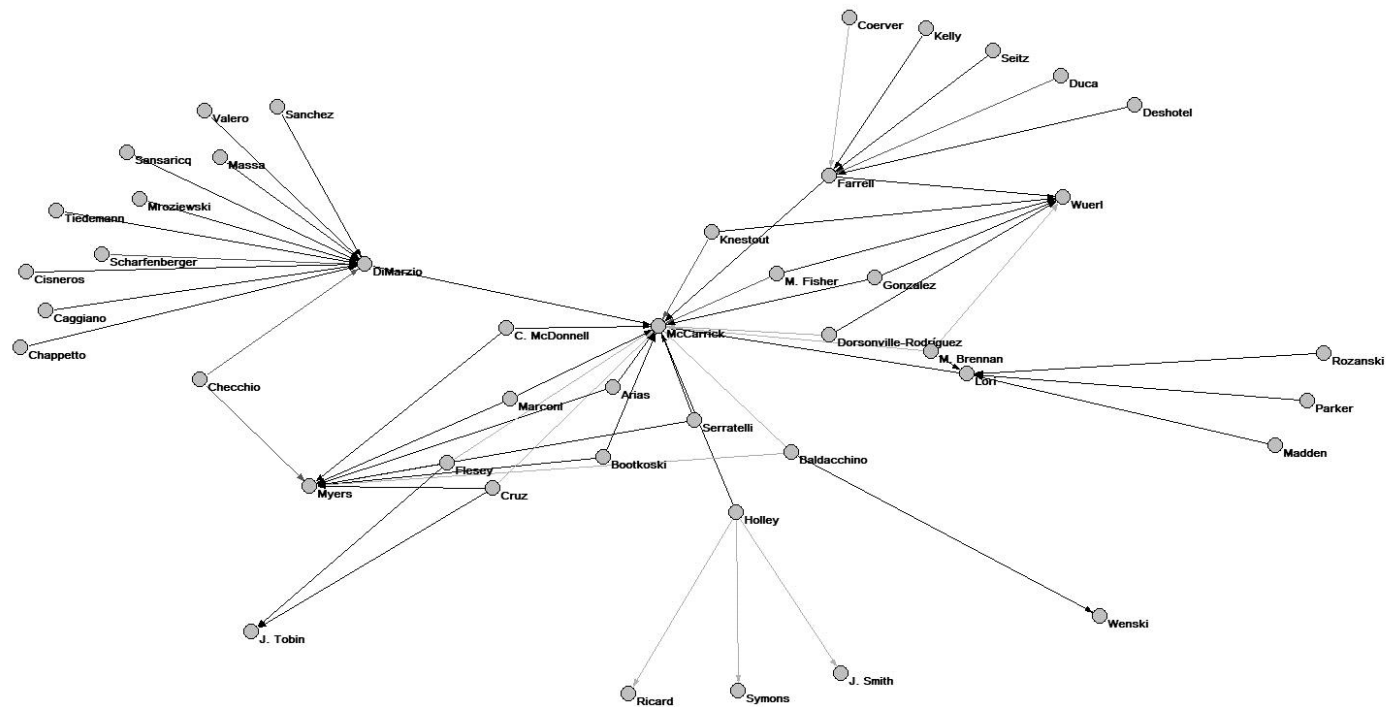 Coerver
Kelly
Seitz
Duca
Deshotel
Valero
Sanchez
Sansaricq
Massa
Farrell
Mroziewski
Wuerl
Tiedemann
Knestout
Scharfenberger
DiMarzio
Cisneros
M. Fisher
Gonzalez
Caggiano
C. McDonnell
McCarrick
Dorsonville-Rodríguez
Chappetto
M. Brennan
Rozanski
Lori
Checchio
Arias
Marconi
Parker
Serratelli
Madden
Baldacchino
Flesey
Bootkoski
Myers
Cruz
Holley
Wenski
J. Tobin
J. Smith
Ricard
Symons